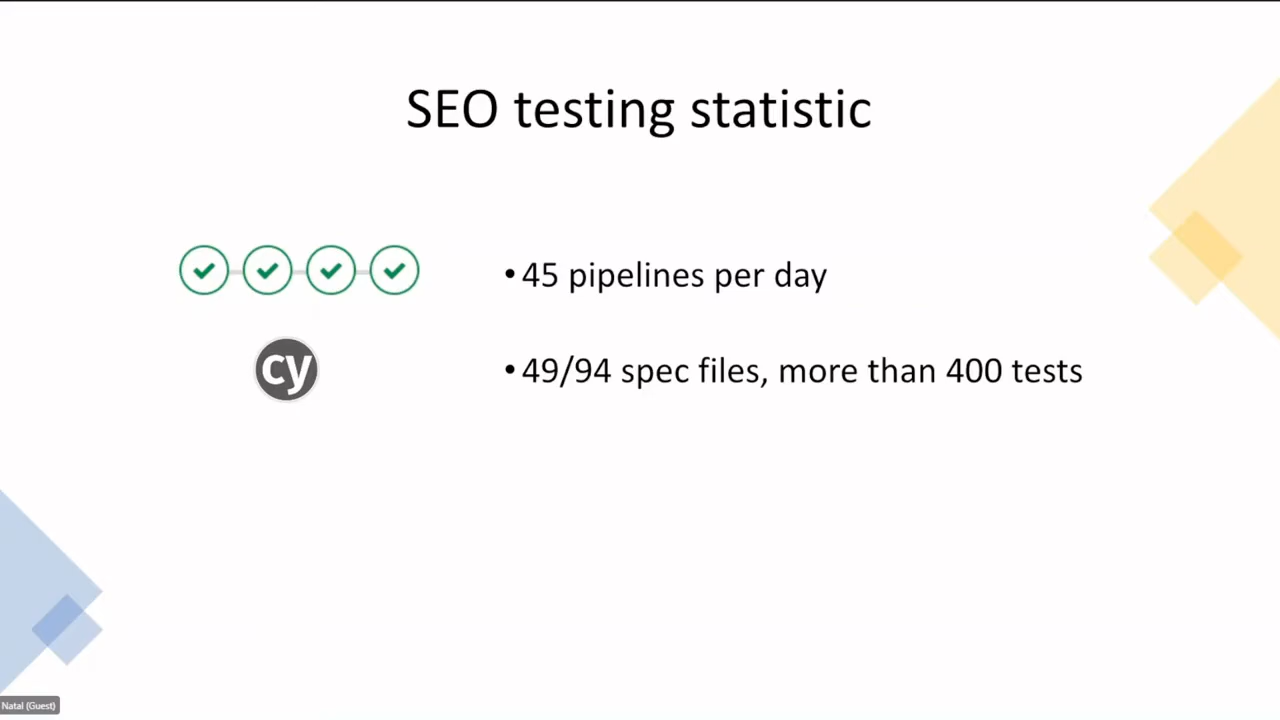 SEO testing statistic
• 45 pipelines per day
cy
• 49/94 spec files, more than 400 tests
Natal (Guest)